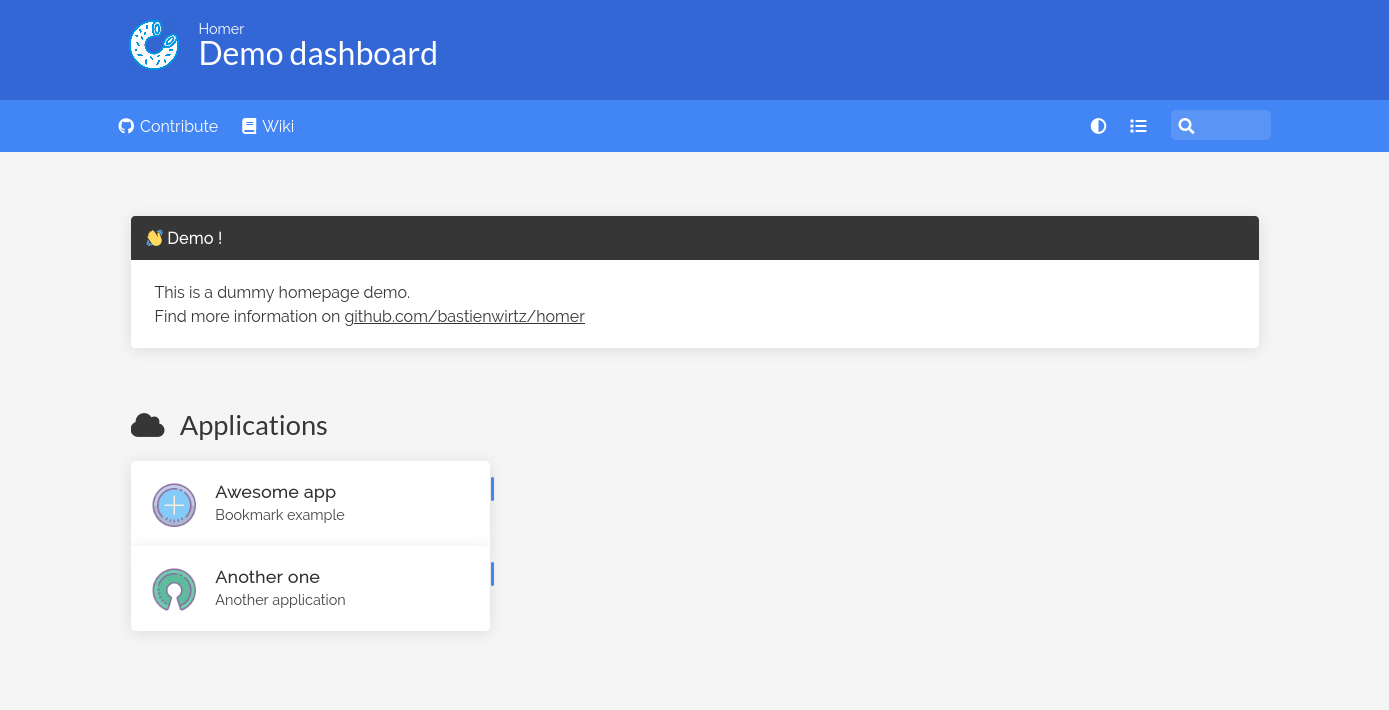 Homer
Demo dashboard
Contribute Wiki
👋 Demo !
This is a dummy homepage demo.
Find more information on github.com/bastienwirtz/homer
Applications
Awesome app
Bookmark example
Another one
Another application